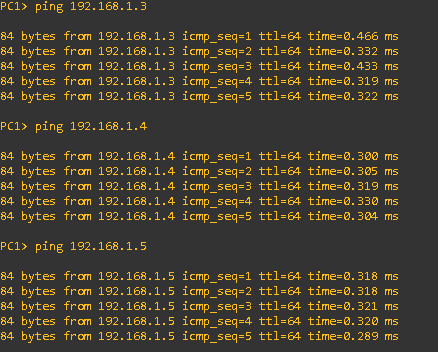 PC1> ping 192.168.1.3
84 bytes from 192.168.1.3 icmp_seq=1 ttl=64 time=0.466 ms
84 bytes from 192.168.1.3 icmp_seq=2 ttl=64 time=0.332 ms
84 bytes from 192.168.1.3 icmp_seq=3 ttl=64 time=0.433 ms
84 bytes from 192.168.1.3 icmp_seq=4 ttl=64 time=0.319 ms
84 bytes from 192.168.1.3 icmp_seq=5 ttl=64 time=0.322 ms
PC1> ping 192.168.1.4
84 bytes from 192.168.1.4 icmp_seq=1 ttl=64 time=0.300 ms
84 bytes from 192.168.1.4 icmp_seq=2 ttl=64 time=0.305 ms
84 bytes from 192.168.1.4 icmp_seq=3 ttl=64 time=0.319 ms
84 bytes from 192.168.1.4 icmp_seq=4 ttl=64 time=0.330 ms
84 bytes from 192.168.1.4 icmp_seq=5 ttl=64 time=0.304 ms
PC1> ping 192.168.1.5
84 bytes from 192.168.1.5 icmp_seq=1 ttl=64 time=0.318 ms
84 bytes from 192.168.1.5 icmp_seq=2 ttl=64 time=0.318 ms
84 bytes from 192.168.1.5 icmp_seq=3 ttl=64 time=0.321 ms
84 bytes from 192.168.1.5 icmp_seq=4 ttl=64 time=0.320 ms
84 bytes from 192.168.1.5 icmp_seq=5 ttl=64 time=0.289 ms